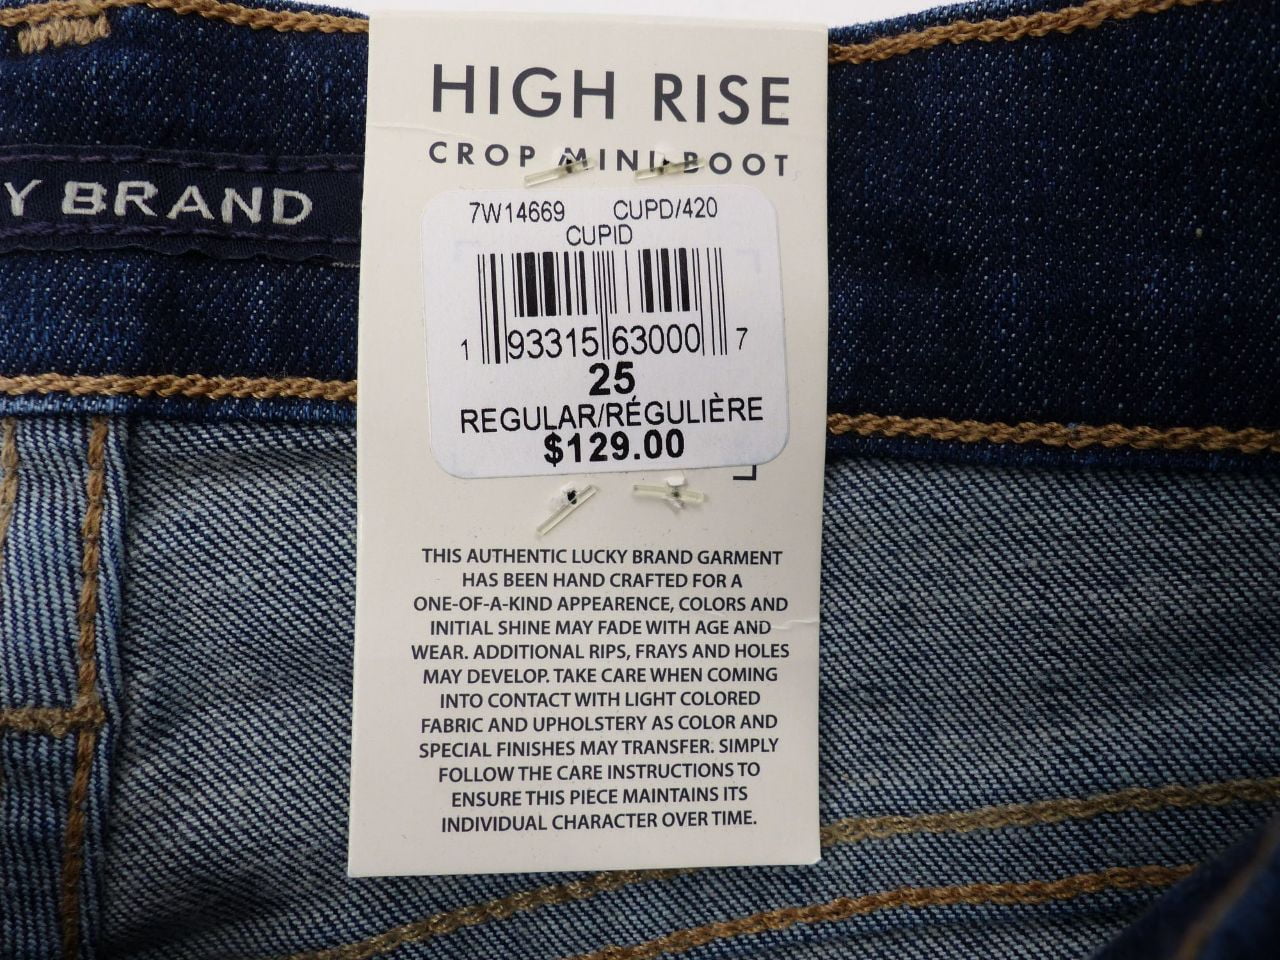 HIGH RISE
CROP MINI BOOT
Y BRAND
7W14669 CUPD/420
CUPID
1 93315 63000 7
25
REGULAR/RÉGULIÈRE
$129.00
THIS AUTHENTIC LUCKY BRAND GARMENT
HAS BEEN HAND CRAFTED FOR A
ONE-OF-A-KIND APPEARENCE, COLORS AND
INITIAL SHINE MAY FADE WITH AGE AND
WEAR. ADDITIONAL RIPS, FRAYS AND HOLES
MAY DEVELOP. TAKE CARE WHEN COMING
INTO CONTACT WITH LIGHT COLORED
FABRIC AND UPHOLSTERY AS COLOR AND
SPECIAL FINISHES MAY TRANSFER. SIMPLY
FOLLOW THE CARE INSTRUCTIONS TO
ENSURE THIS PIECE MAINTAINS ITS
INDIVIDUAL CHARACTER OVER TIME.